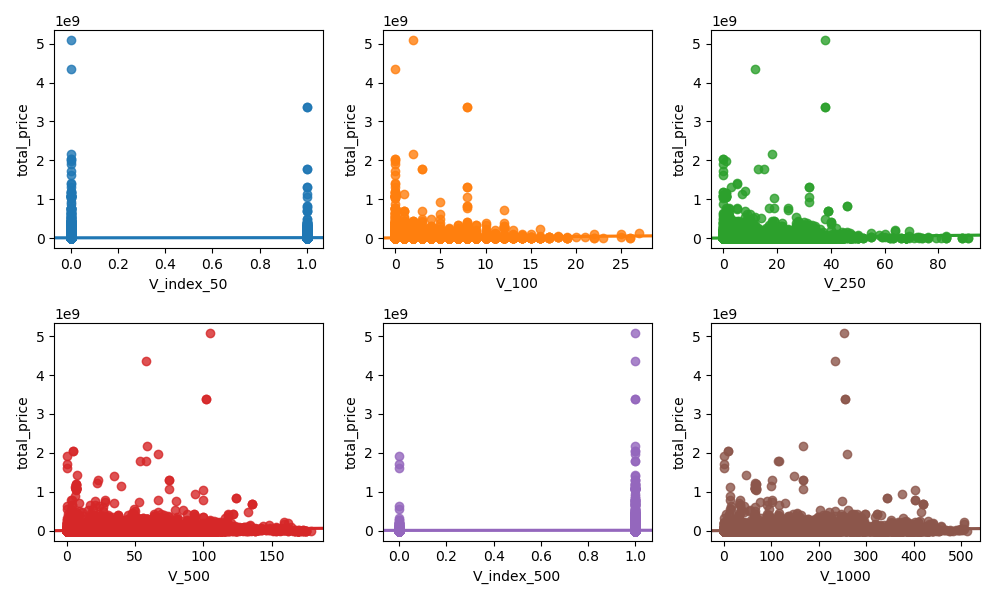 1e9 1e9 1e9
5 5 5
4 4 4
3 3 3
2 2 2
1 1 1
0 0 0
total_price total_price total_price
0.0 0.2 0.4 0.6 0.8 1.0 0 5 10 15 20 25 0 20 40 60 80
V_index_50 V_100 V_250
1e9 1e9 1e9
5 5 5
4 4 4
3 3 3
2 2 2
1 1 1
0 0 0
total_price total_price total_price
0 50 100 150 0.0 0.2 0.4 0.6 0.8 1.0 0 100 200 300 400 500
V_500 V_index_500 V_1000